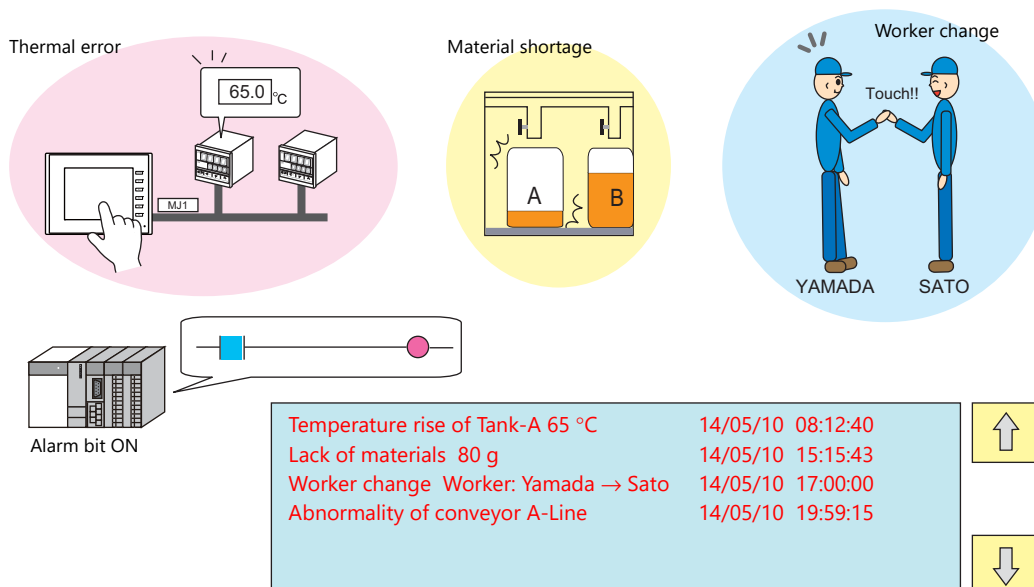 Thermal error
65.0 °C
MJ1
Material shortage
A
B
Worker change
Touch!!
YAMADA
SATO
Alarm bit ON
Temperature rise of Tank-A 65 °C 14/05/10 08:12:40
Lack of materials 80 g 14/05/10 15:15:43
Worker change Worker: Yamada → Sato 14/05/10 17:00:00
Abnormality of conveyor A-Line 14/05/10 19:59:15